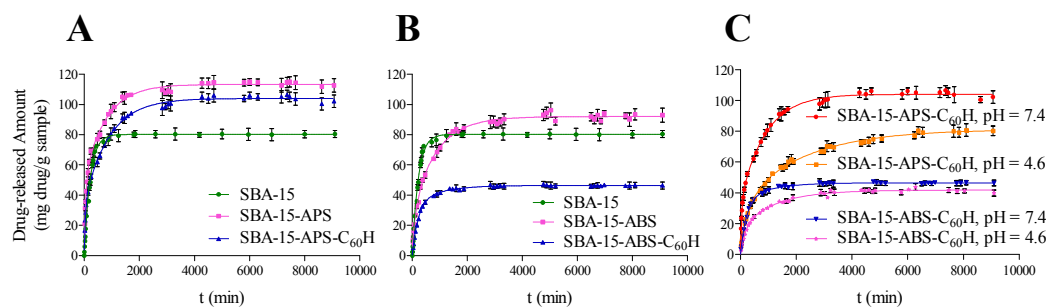 A
B
C
Drug-released Amount
(mg drug/g sample)
120
100
80
60
40
20
0
0
2000
4000
6000
8000
10000
t (min)
SBA-15
SBA-15-APS
SBA-15-APS-C60H
120
100
80
60
40
20
0
0
2000
4000
6000
8000
10000
t (min)
SBA-15
SBA-15-ABS
SBA-15-ABS-C60H
120
100
80
60
40
20
0
0
2000
4000
6000
8000
10000
t (min)
SBA-15-APS-C60H, pH = 7.4
SBA-15-APS-C60H, pH = 4.6
SBA-15-ABS-C60H, pH = 7.4
SBA-15-ABS-C60H, pH = 4.6